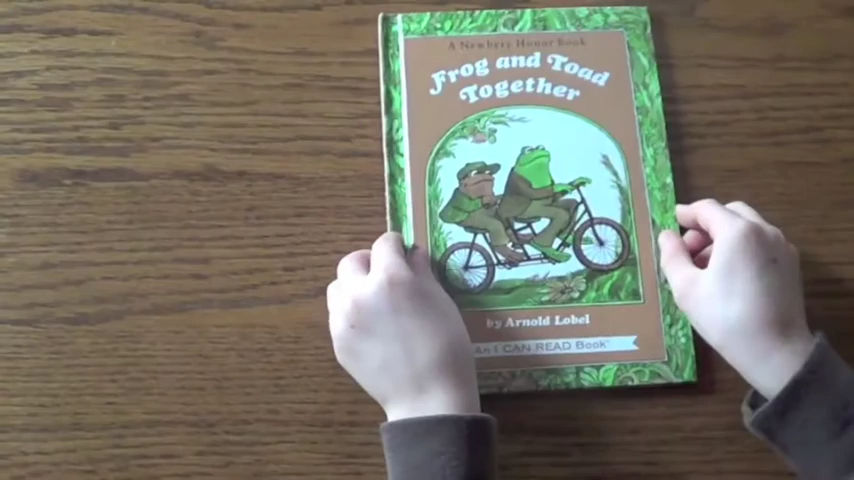 A Newbery Honor Book
Frog and Toad
Together
by Arnold Lobel
An I CAN READ Book